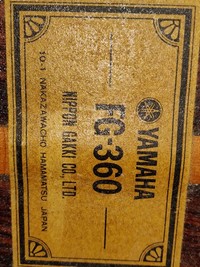 YAMAHA
FG-360
NIPPON GAKKI CO., LTD.
10-1 NAKAZAWACHO HAMAMATSU JAPAN